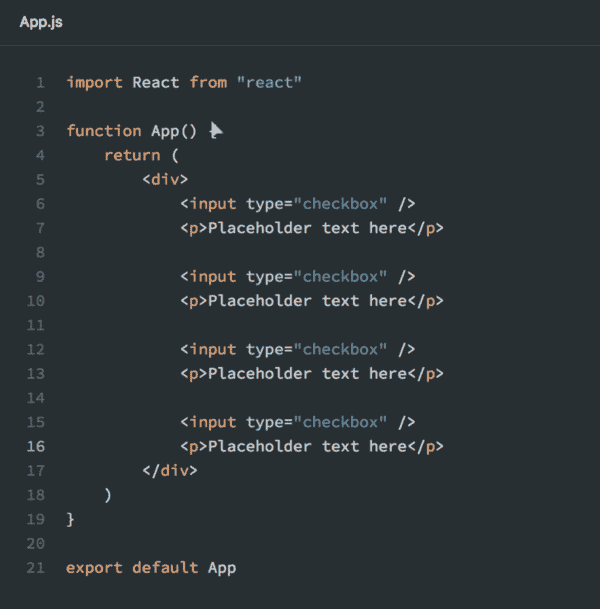 App.js
1 import React from "react"
2
3 function App() {
4 return (
5 <div>
6 <input type="checkbox" />
7 <p>Placeholder text here</p>
8
9 <input type="checkbox" />
10 <p>Placeholder text here</p>
11
12 <input type="checkbox" />
13 <p>Placeholder text here</p>
14
15 <input type="checkbox" />
16 <p>Placeholder text here</p>
17 </div>
18 )
19 }
20
21 export default App